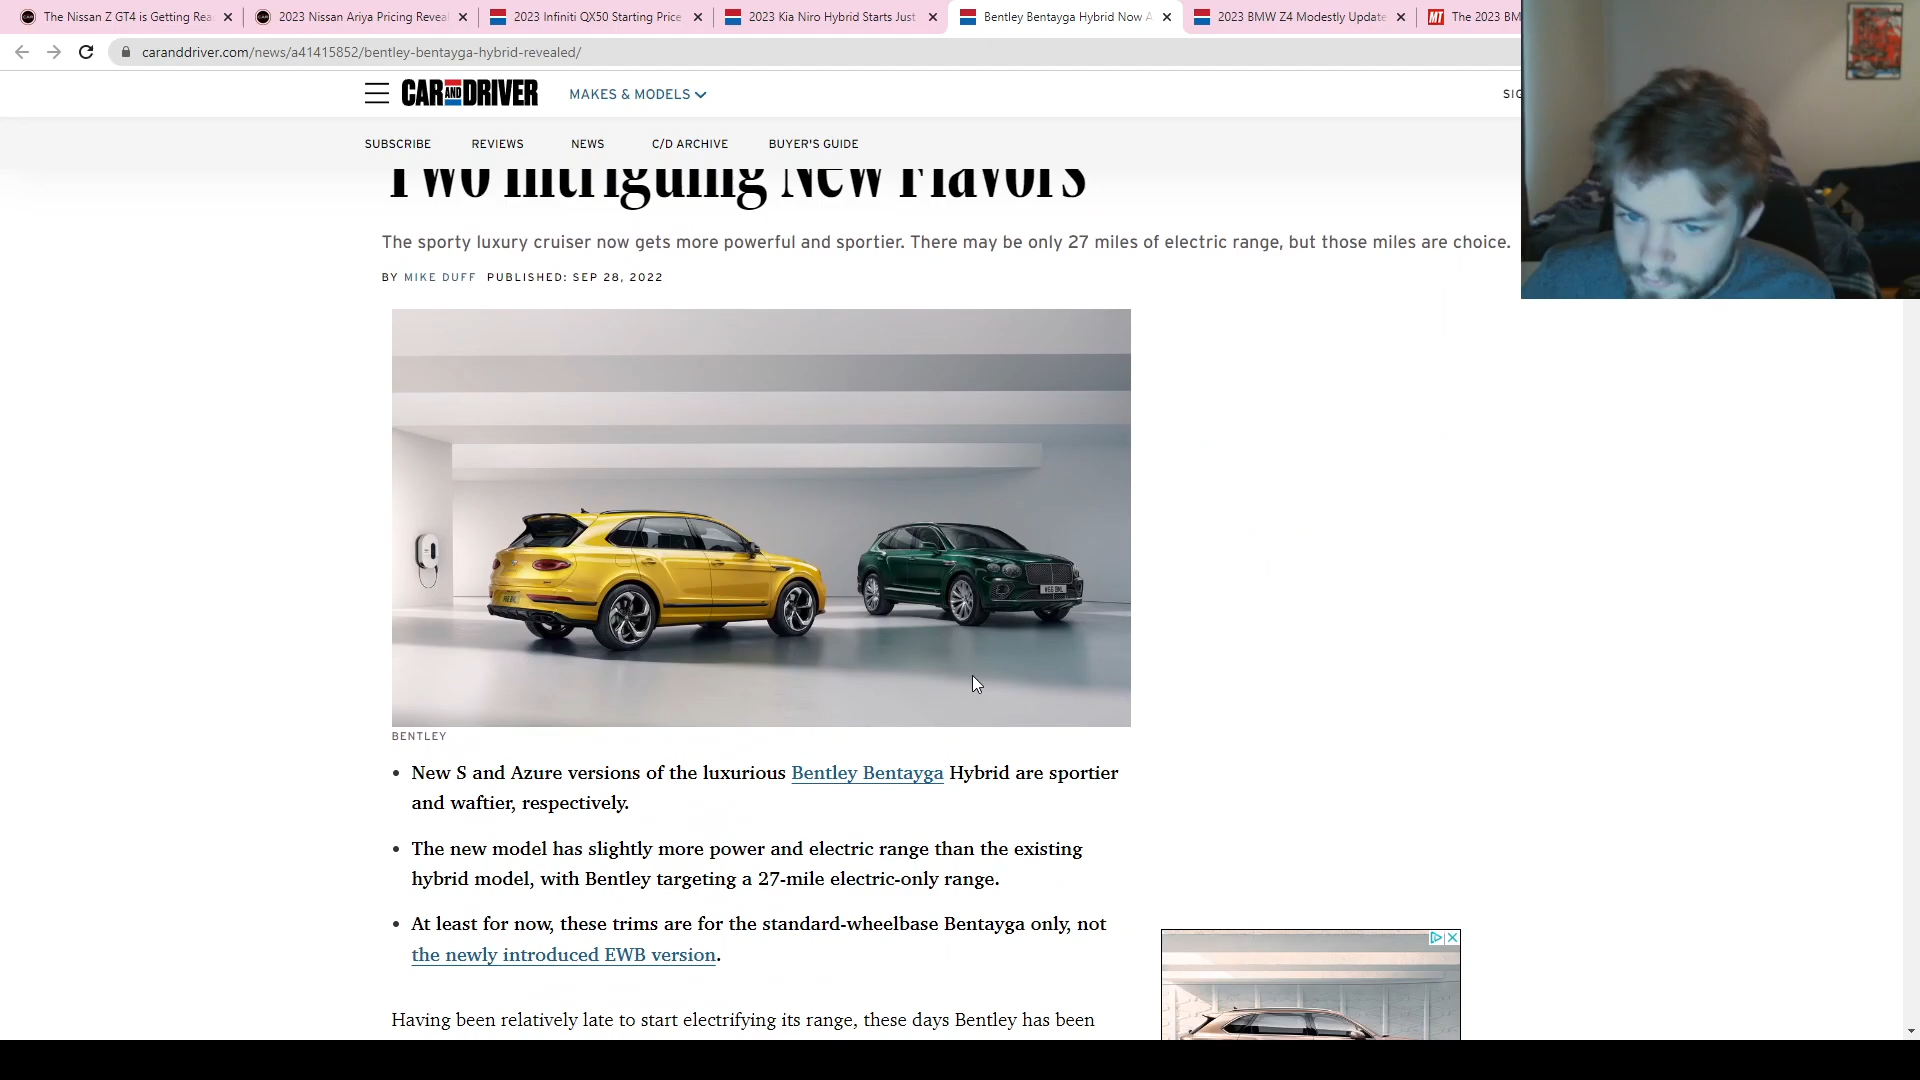 The Nissan Z GT4 is Getting Rea
2023 Nissan Ariya Pricing Reveal
2023 Infiniti QX50 Starting Price
2023 Kia Niro Hybrid Starts Just
Bentley Bentayga Hybrid Now A
2023 BMW Z4 Modestly Update
MT The 2023 BM
caranddriver.com/news/a41415852/bentley-bentayga-hybrid-revealed/
CAR AND DRIVER
MAKES & MODELS
SIG
SUBSCRIBE
REVIEWS
NEWS
C/D ARCHIVE
BUYER'S GUIDE
Two Intriguing New Flavors
The sporty luxury cruiser now gets more powerful and sportier. There may be only 27 miles of electric range, but those miles are choice.
BY MIKE DUFF PUBLISHED: SEP 28, 2022
BENTLEY
• New S and Azure versions of the luxurious Bentley Bentayga Hybrid are sportier
and waftier, respectively.
• The new model has slightly more power and electric range than the existing
hybrid model, with Bentley targeting a 27-mile electric-only range.
• At least for now, these trims are for the standard-wheelbase Bentayga only, not
the newly introduced EWB version.
Having been relatively late to start electrifying its range, these days Bentley has been